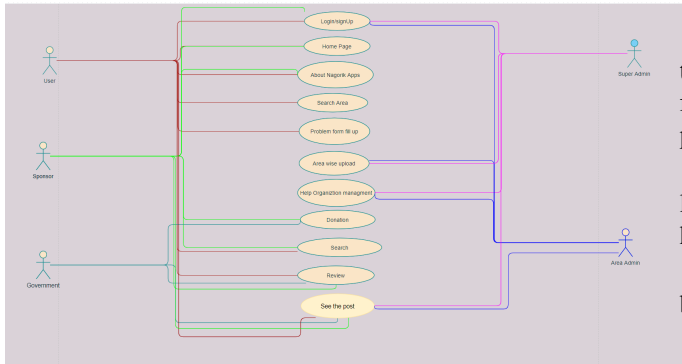 Login/signUp
Home Page
About Nagorik Apps
Search Area
Problem form fill up
Area wise upload
Help Organiztion managment
Donation
Search
Review
See the post
User
Sponsor
Government
Super Admin
Area Admin